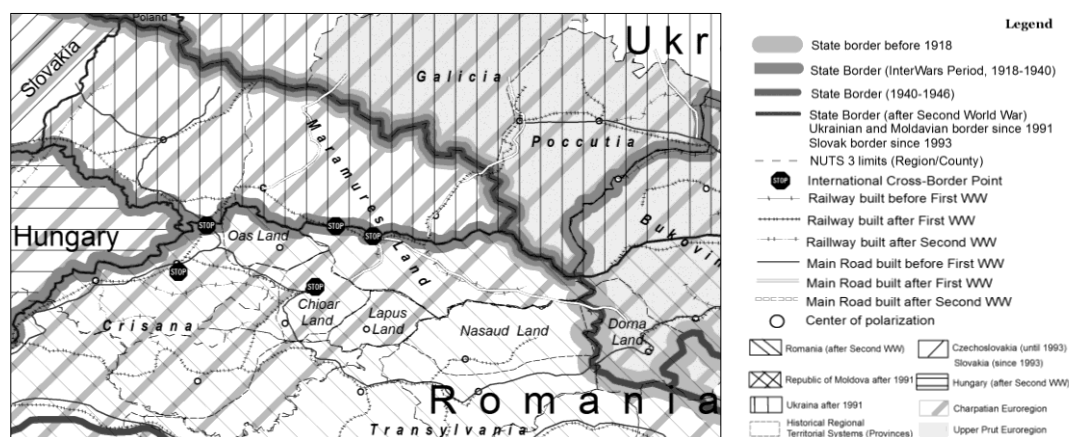 Poland
Slovakia
Ukr
Galicia
Maramures Land
Poccutia
Hungary
STOP
STOP
STOP
Oas Land
Bukovin
STOP
STOP
Chioar
Land
Lapus
Land
Crisana
Nasaud Land
Dorna
Land
Romania
Transylvania
Legend
State border before 1918
State Border (InterWars Period, 1918-1940)
(1940-1946)
State Border (after Second World War)
Ukrainian and Moldavian border since 1991
Slovak border since 1993
NUTS 3 limits (Region/County)
STOP International Cross-Border Point
Railway built before First WW
Railway built after First WW
Raillway built after Second WW
Main Road built before First WW
Main Road built after First WW
Main Road built after Second WW
Center of polarization
Romania (after Second WW)
Czechoslovakia (until 1993)
Slovakia (since 1993)
Republic of Moldova after 1991
Hungary (after Second WW)
Ukraina after 1991
Charpatian Euroregion
Historical Regional
Territorial Systems (Provinces)
Upper Prut Euroregion